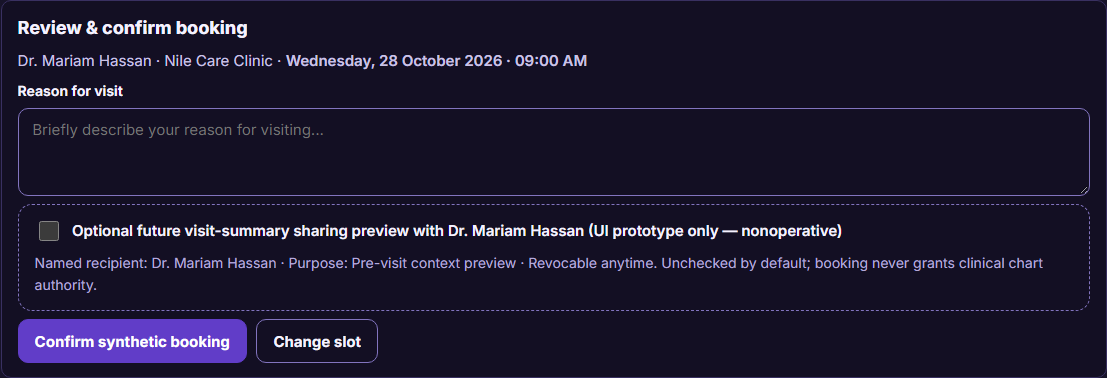 Review & confirm booking
Dr. Mariam Hassan · Nile Care Clinic · Wednesday, 28 October 2026 · 09:00 AM
Reason for visit
Briefly describe your reason for visiting...
Optional future visit-summary sharing preview with Dr. Mariam Hassan (UI prototype only — nonoperative)
Named recipient: Dr. Mariam Hassan · Purpose: Pre-visit context preview · Revocable anytime. Unchecked by default; booking never grants clinical chart
authority.
Confirm synthetic booking
Change slot